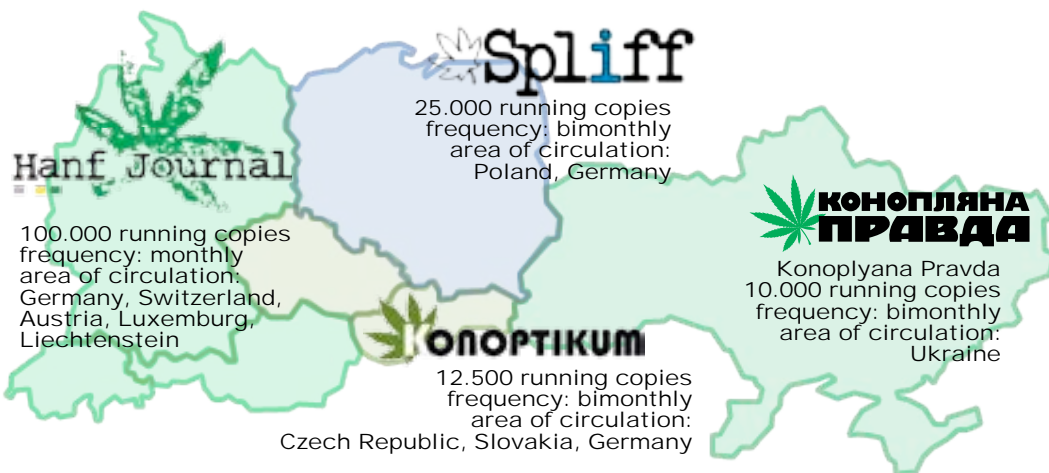 Hanf Journal
100.000 running copies
frequency: monthly
area of circulation:
Germany, Switzerland,
Austria, Luxemburg,
Liechtenstein
Spliff
25.000 running copies
frequency: bimonthly
area of circulation:
Poland, Germany
KONOPTIKUM
12.500 running copies
frequency: bimonthly
area of circulation:
Czech Republic, Slovakia, Germany
КОНОПЛЯНА
ПРАВДА
Konoplyana Pravda
10.000 running copies
frequency: bimonthly
area of circulation:
Ukraine